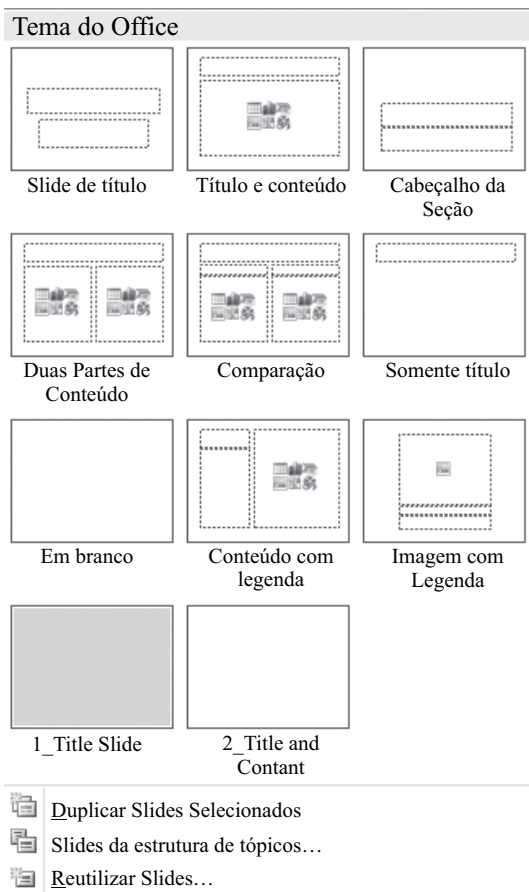 Tema do Office
Slide de título
Título e conteúdo
Cabeçalho da
Seção
Duas Partes de
Conteúdo
Comparação
Somente título
Em branco
Conteúdo com
legenda
Imagem com
Legenda
1_Title Slide
2_Title and
Contant
Duplicar Slides Selecionados
Slides da estrutura de tópicos…
Reutilizar Slides…